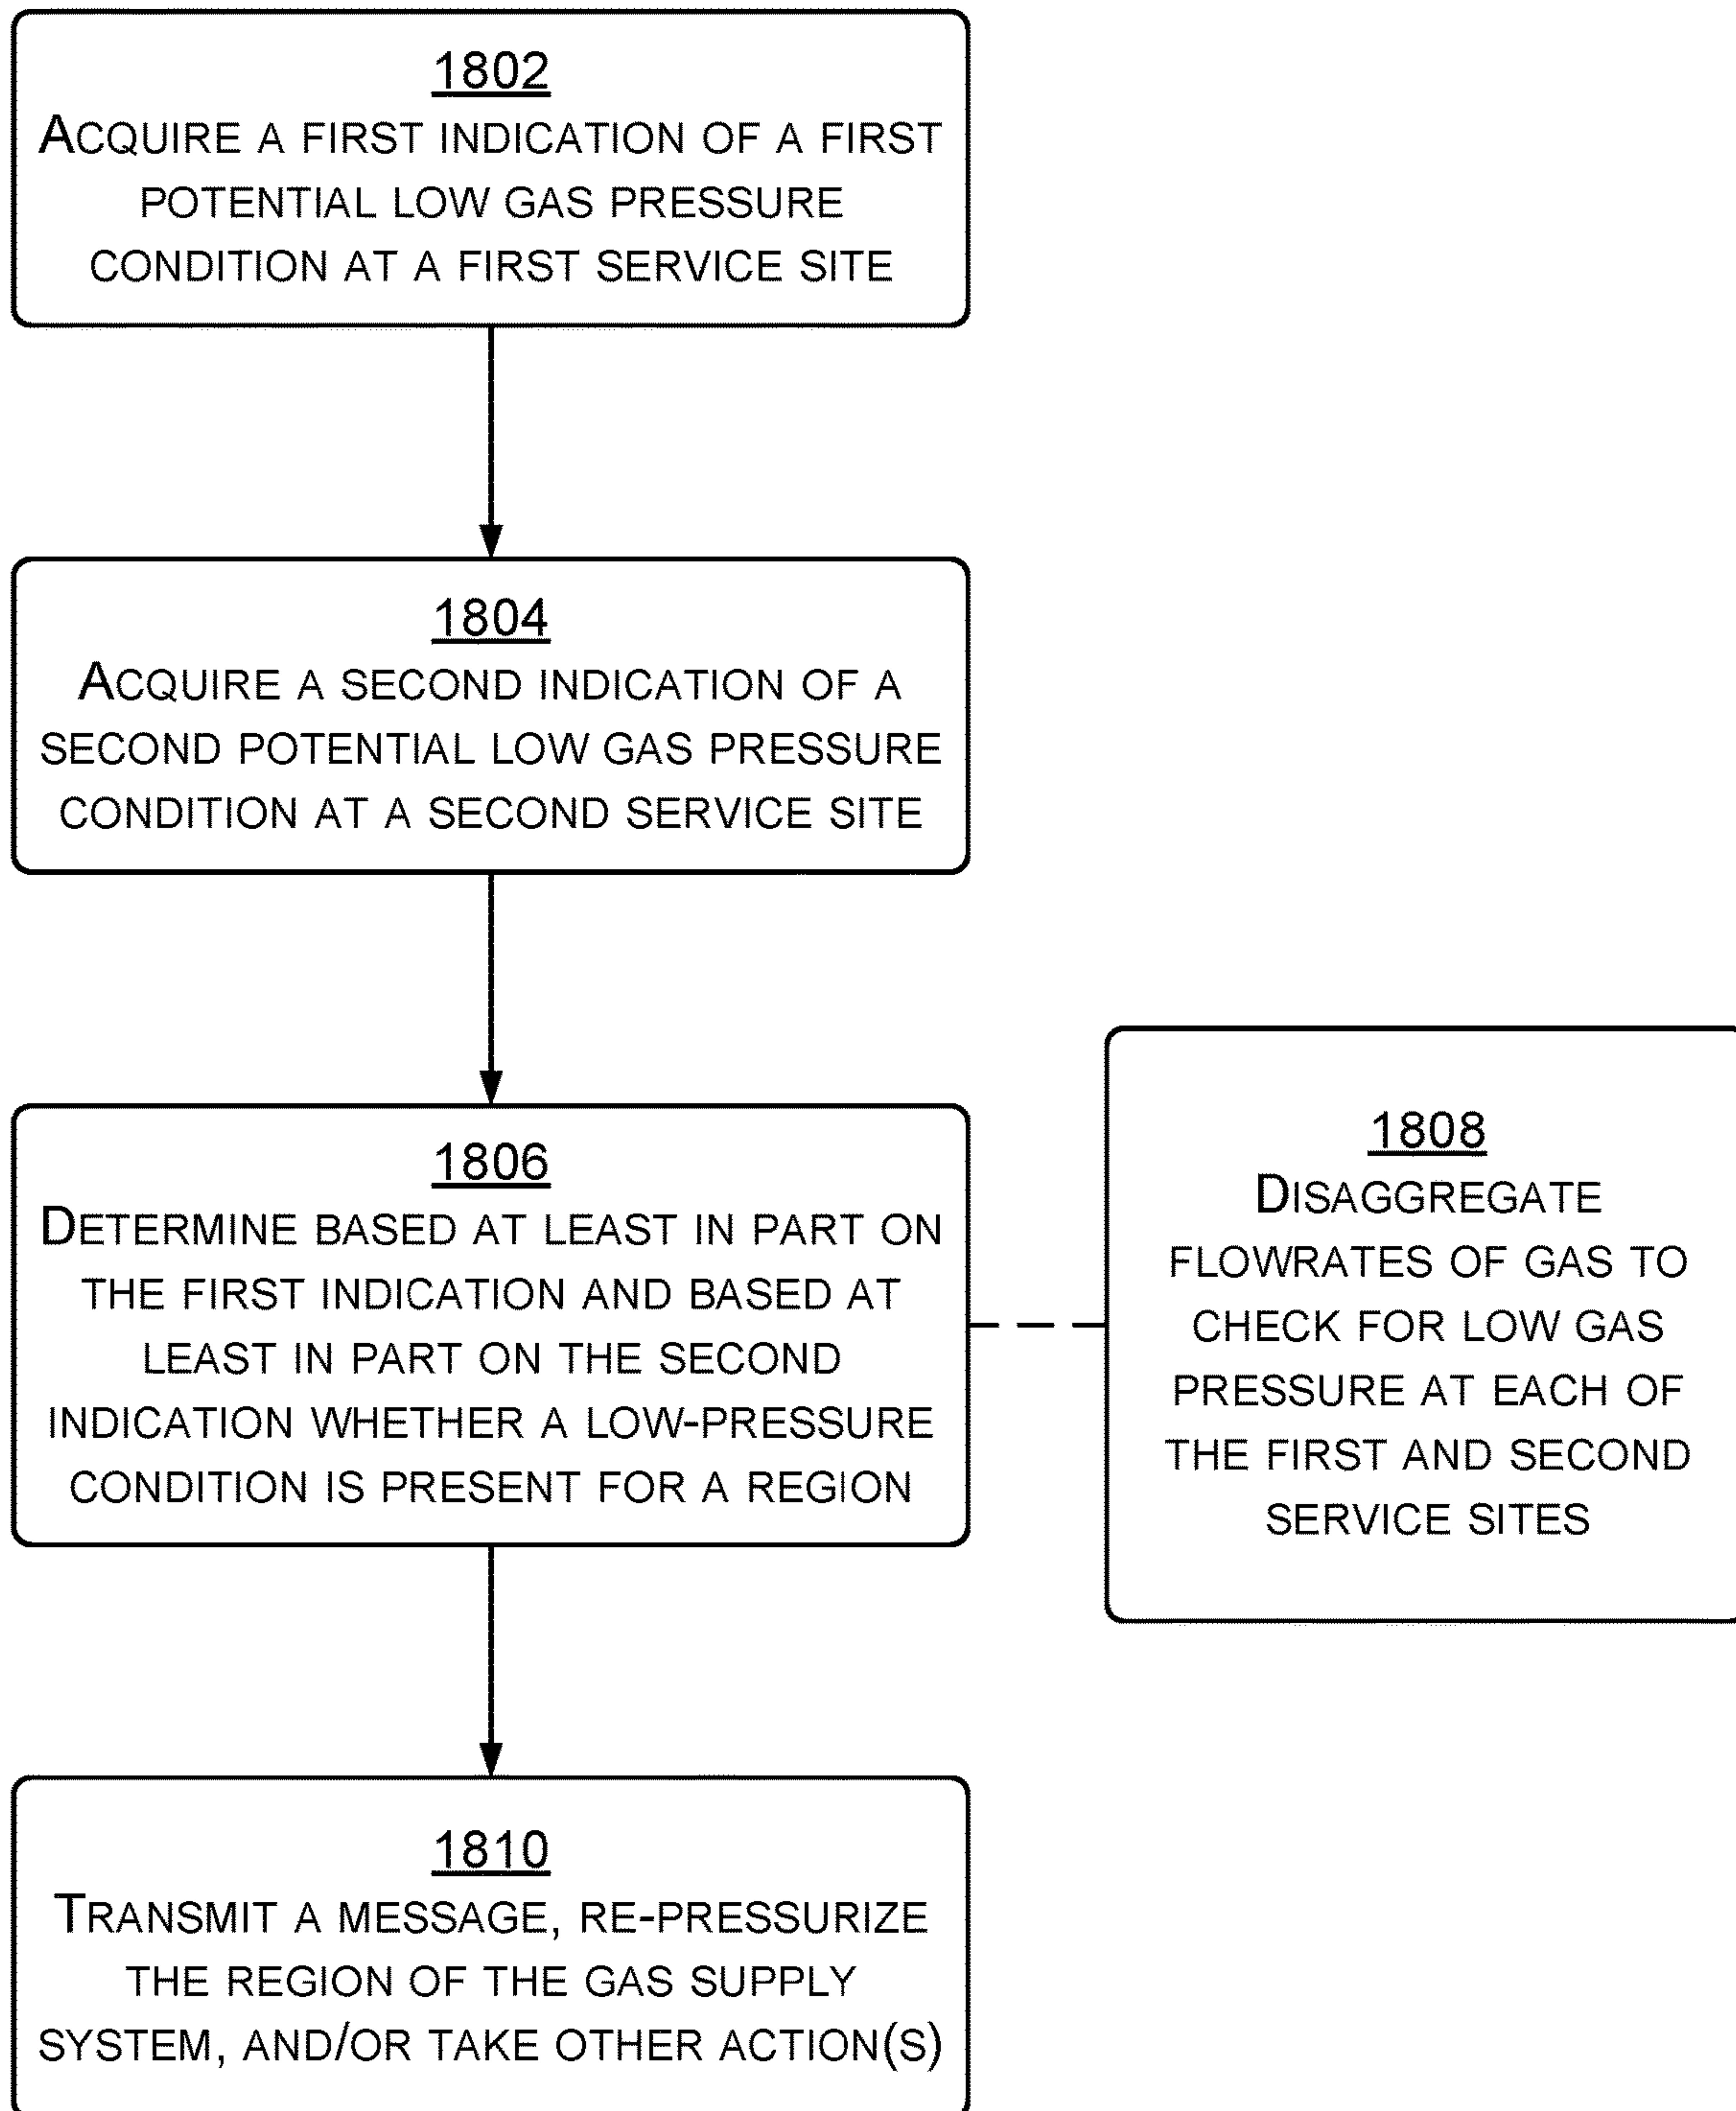 1802
ACQUIRE A FIRST INDICATION OF A FIRST
POTENTIAL LOW GAS PRESSURE
CONDITION AT A FIRST SERVICE SITE
1804
ACQUIRE A SECOND INDICATION OF A
SECOND POTENTIAL LOW GAS PRESSURE
CONDITION AT A SECOND SERVICE SITE
1806
DETERMINE BASED AT LEAST IN PART ON
THE FIRST INDICATION AND BASED AT
LEAST IN PART ON THE SECOND
INDICATION WHETHER A LOW-PRESSURE
CONDITION IS PRESENT FOR A REGION
1808
DISAGGREGATE
FLOWRATES OF GAS TO
CHECK FOR LOW GAS
PRESSURE AT EACH OF
THE FIRST AND SECOND
SERVICE SITES
1810
TRANSMIT A MESSAGE, RE-PRESSURIZE
THE REGION OF THE GAS SUPPLY
SYSTEM, AND/OR TAKE OTHER ACTION(S)